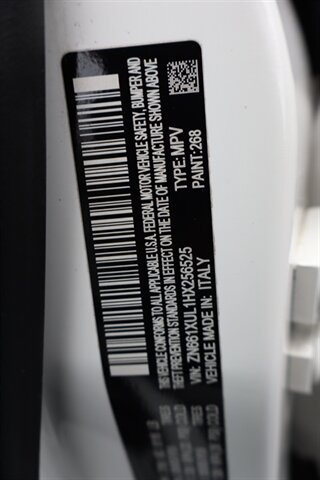 THIS VEHICLE CONFORMS TO ALL APPLICABLE U.S.A. FEDERAL MOTOR VEHICLE SAFETY, BUMPER AND
THEFT PREVENTION STANDARDS IN EFFECT ON THE DATE OF MANUFACTURE SHOWN ABOVE
VIN: ZN661XUL1HX256525 TYPE: MPV
VEHICLE MADE IN: ITALY PAINT: 268